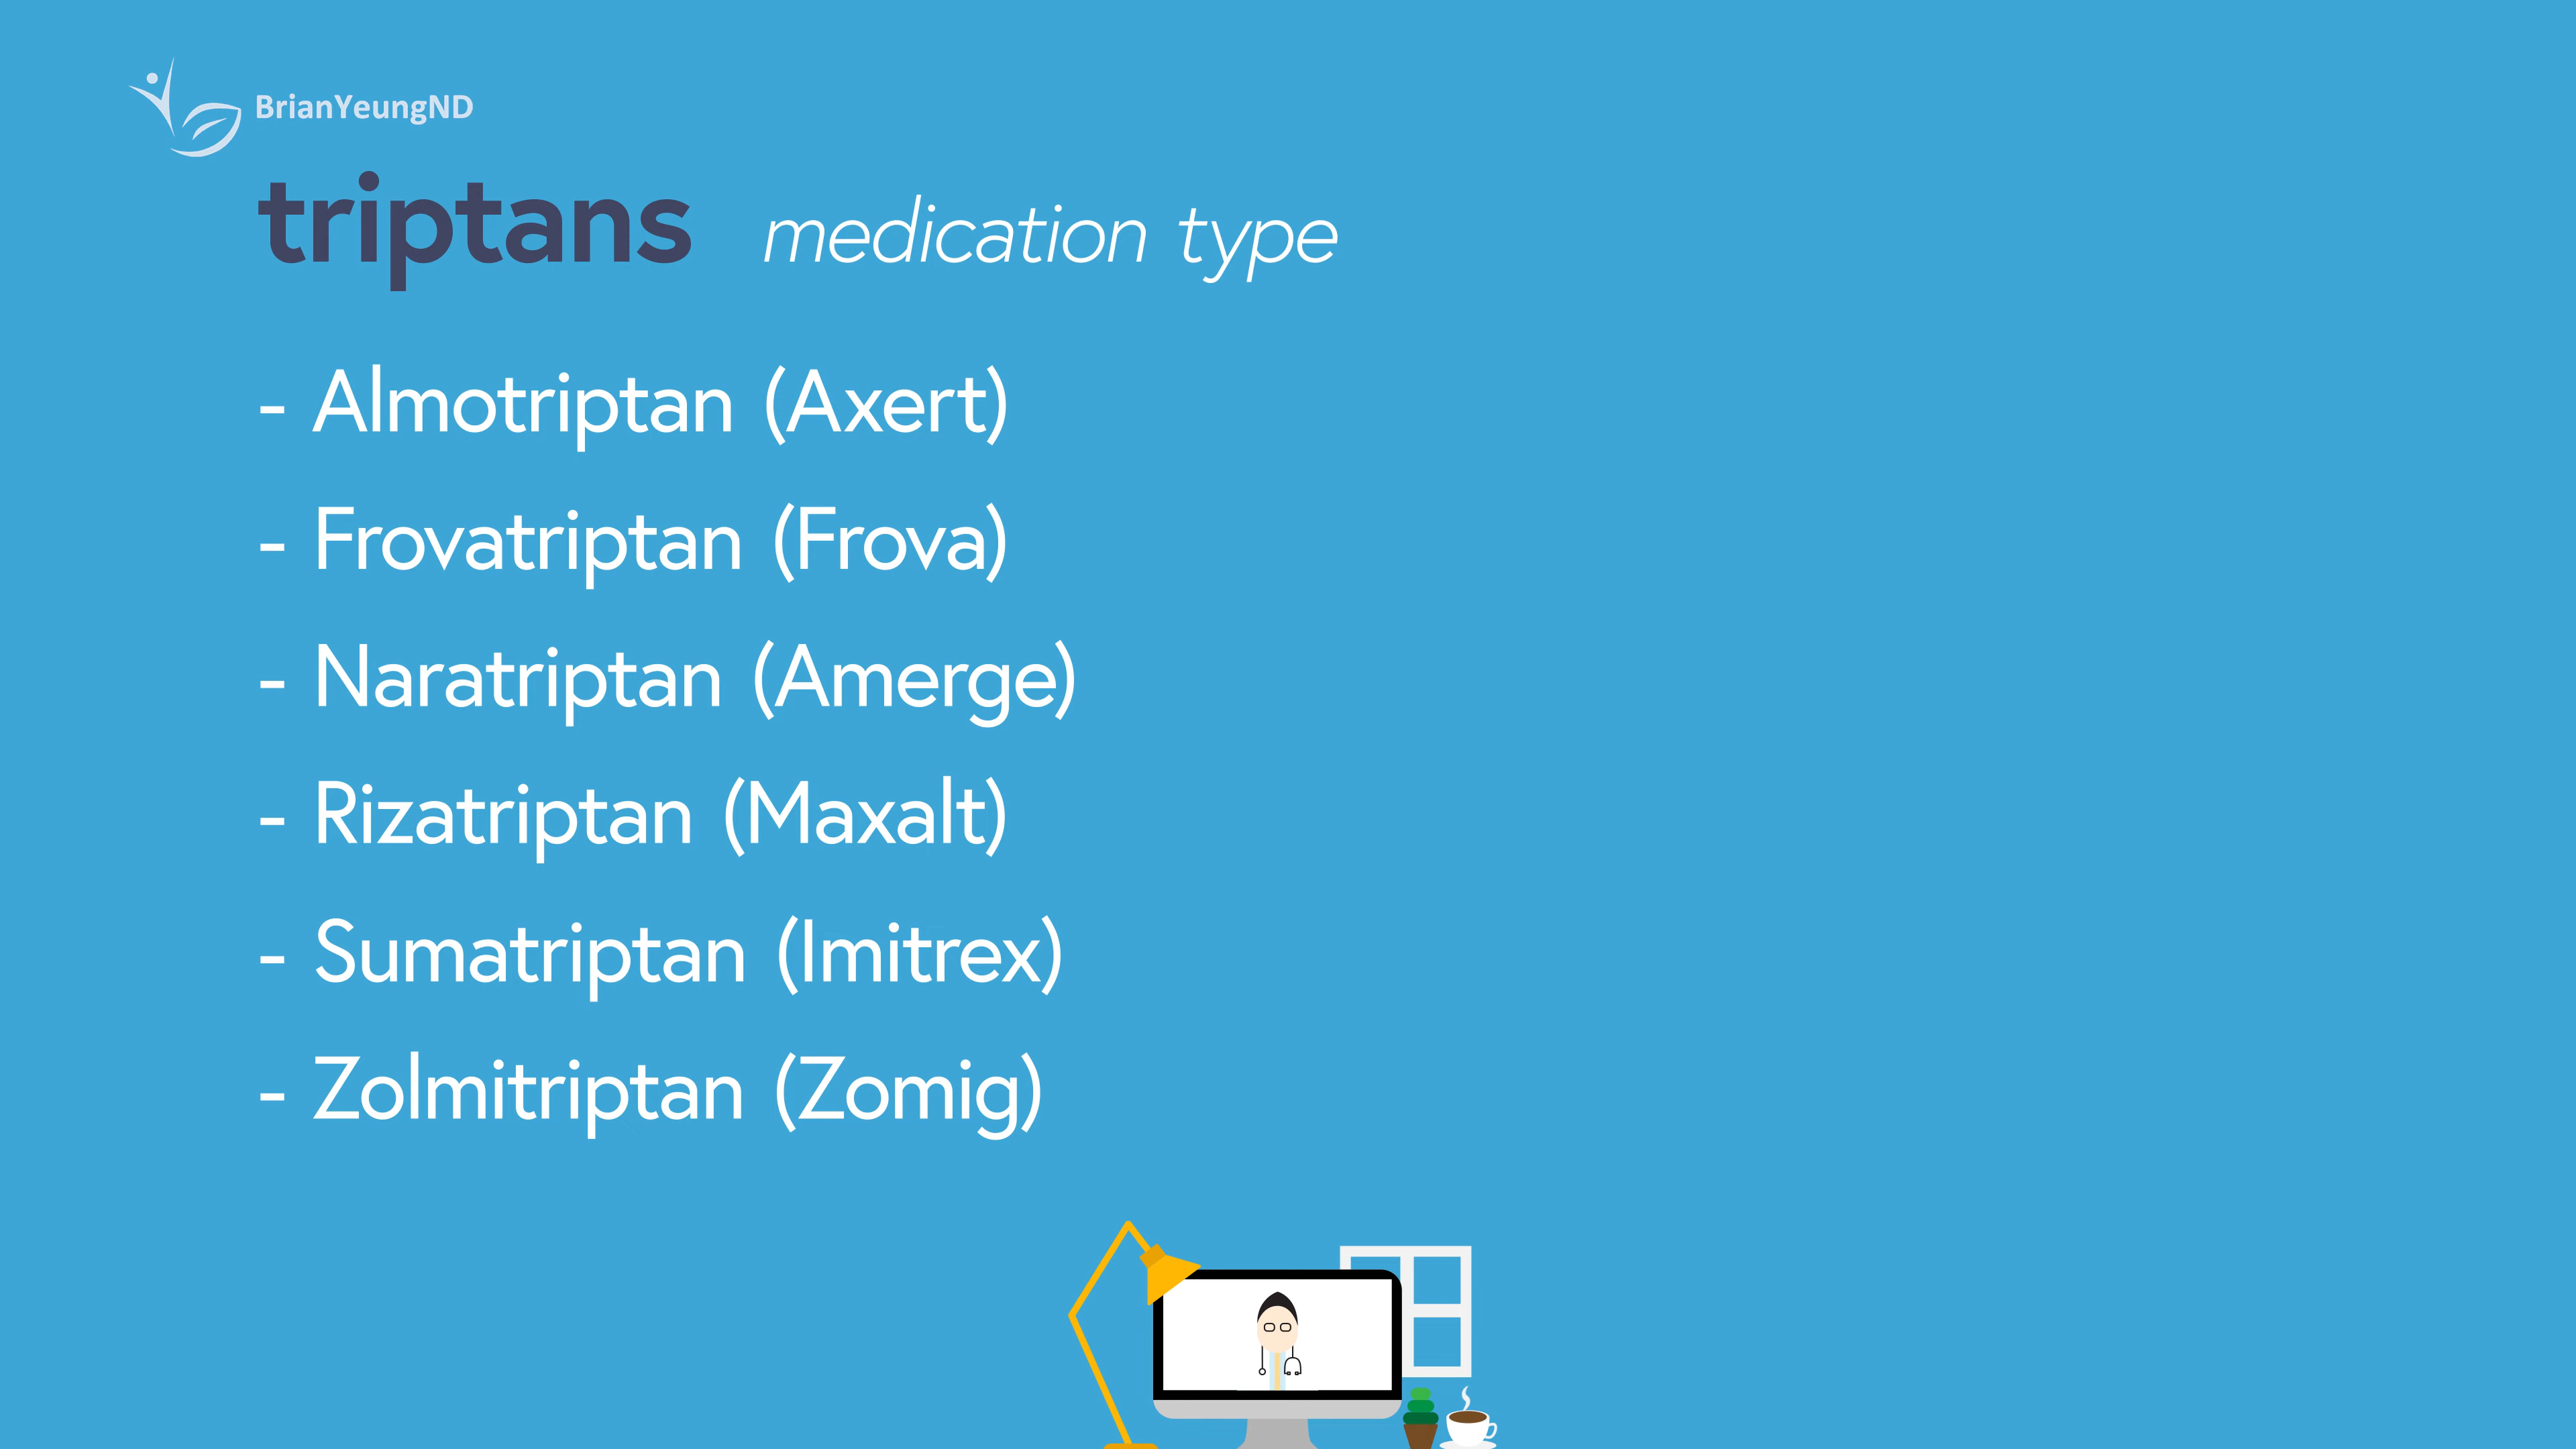 BrianYeungND
triptans medication type
- Almotriptan (Axert)
- Frovatriptan (Frova)
- Naratriptan (Amerge)
- Rizatriptan (Maxalt)
- Sumatriptan (Imitrex)
- Zolmitriptan (Zomig)